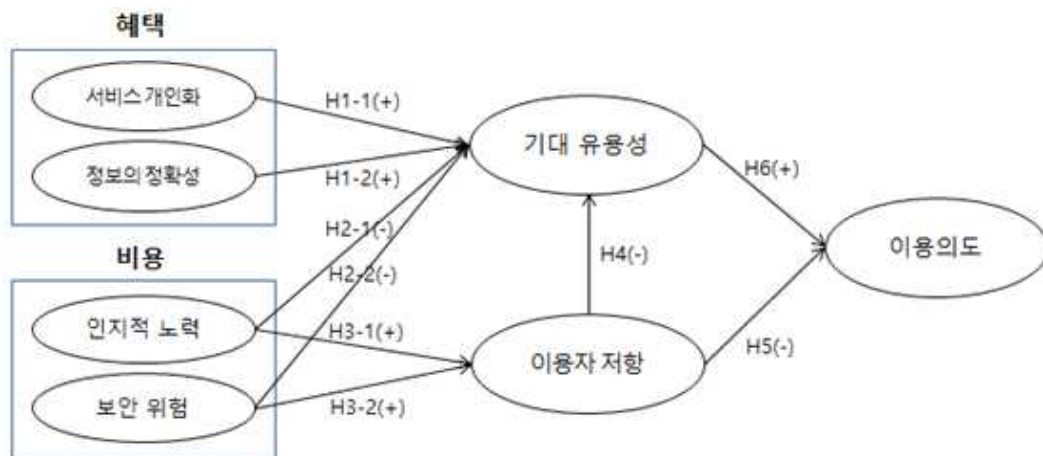 혜택
서비스 개인화
정보의 정확성
H1-1(+)
H1-2(+)
기대 유용성
H6(+)
H2-1(-)
H2-2(-)
H4(-)
이용의도
비용
인지적 노력
보안 위험
H3-1(+)
H3-2(+)
이용자 저항
H5(-)